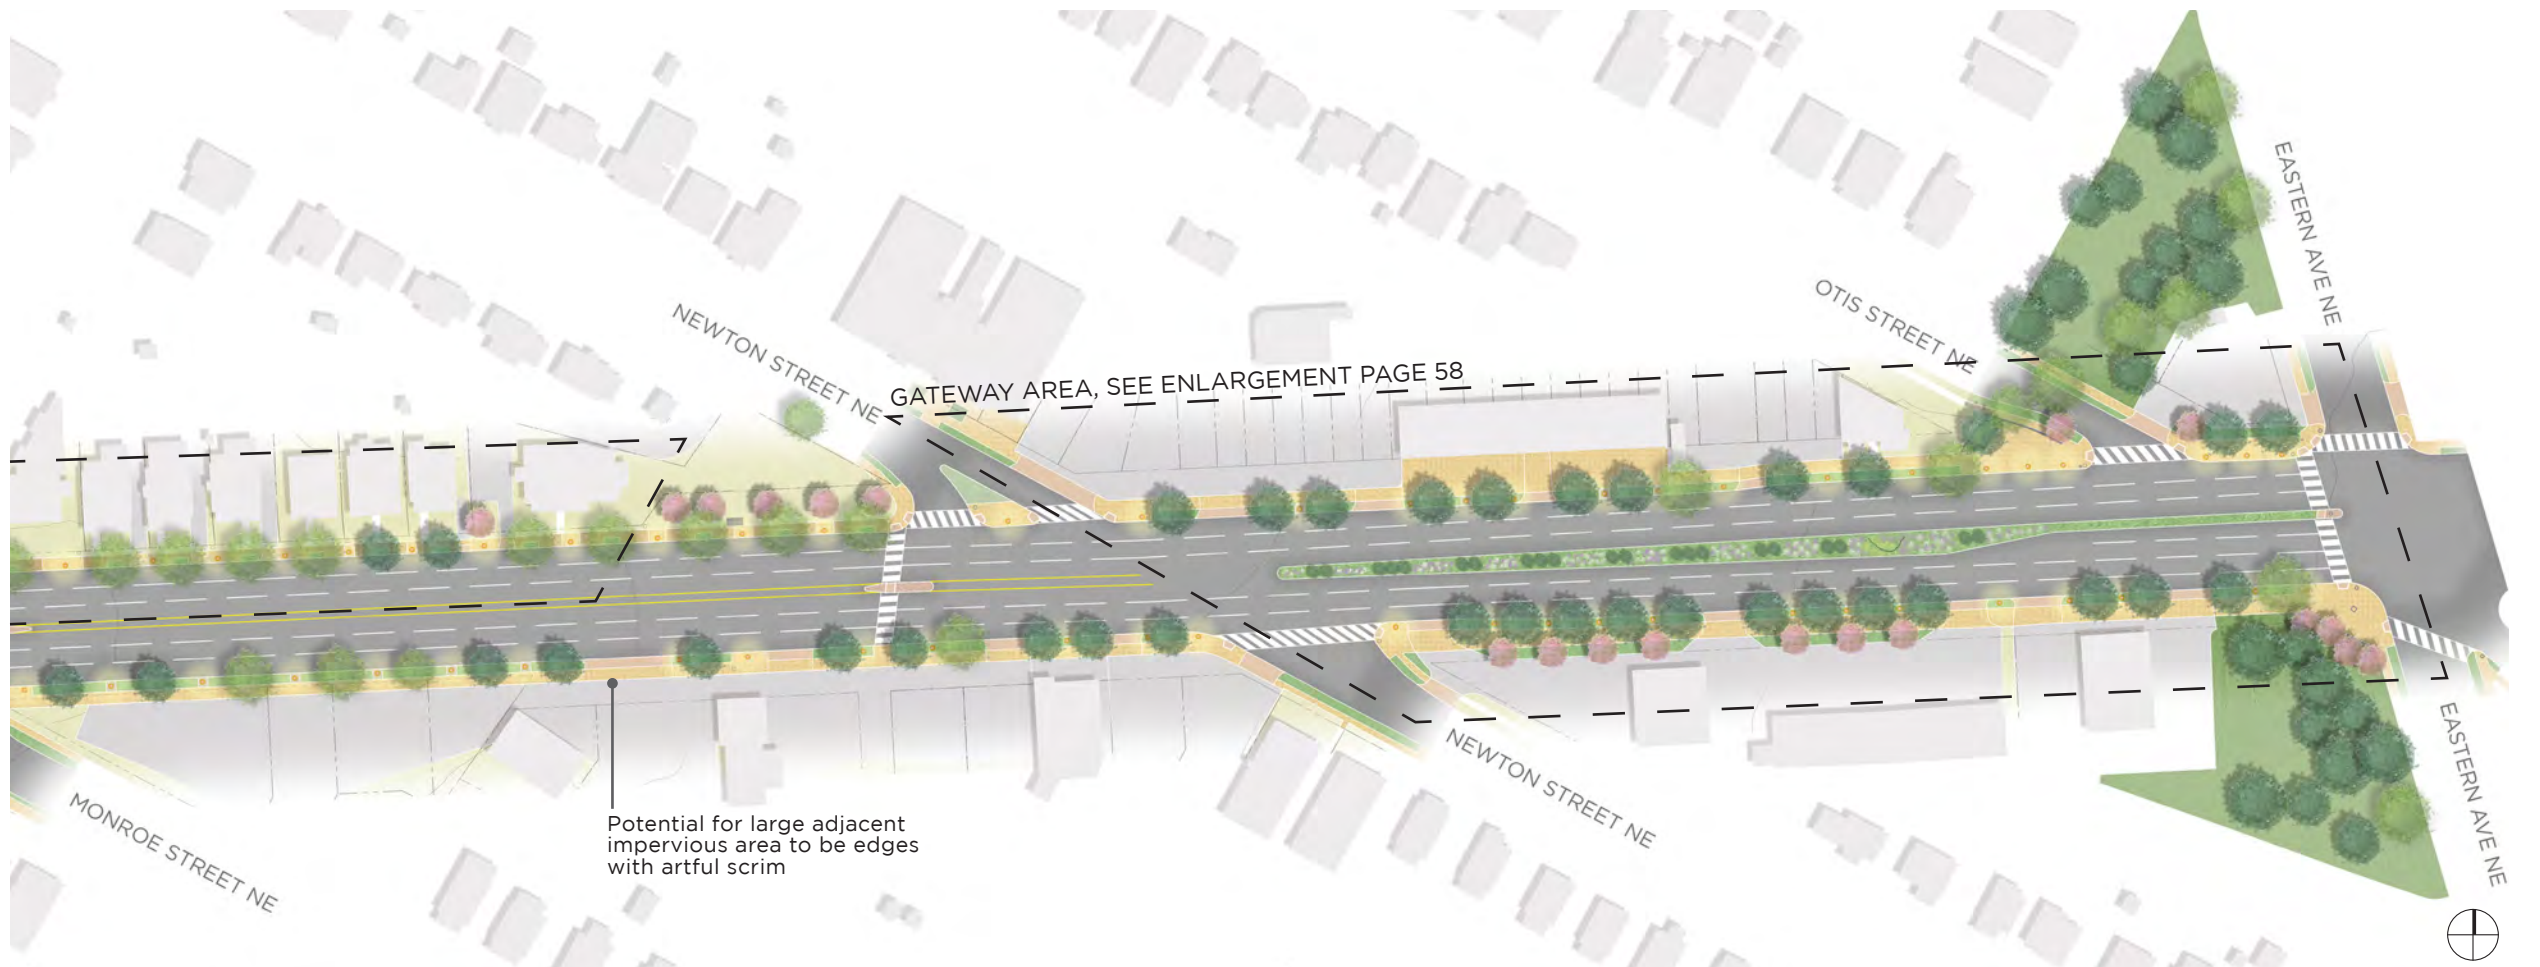 EASTERN AVE NE
OTIS STREET NE
NEWTON STREET NE
GATEWAY AREA, SEE ENLARGEMENT PAGE 58
NEWTON STREET NE
EASTERN AVE NE
MONROE STREET NE
Potential for large adjacent
impervious area to be edges
with artful scrim